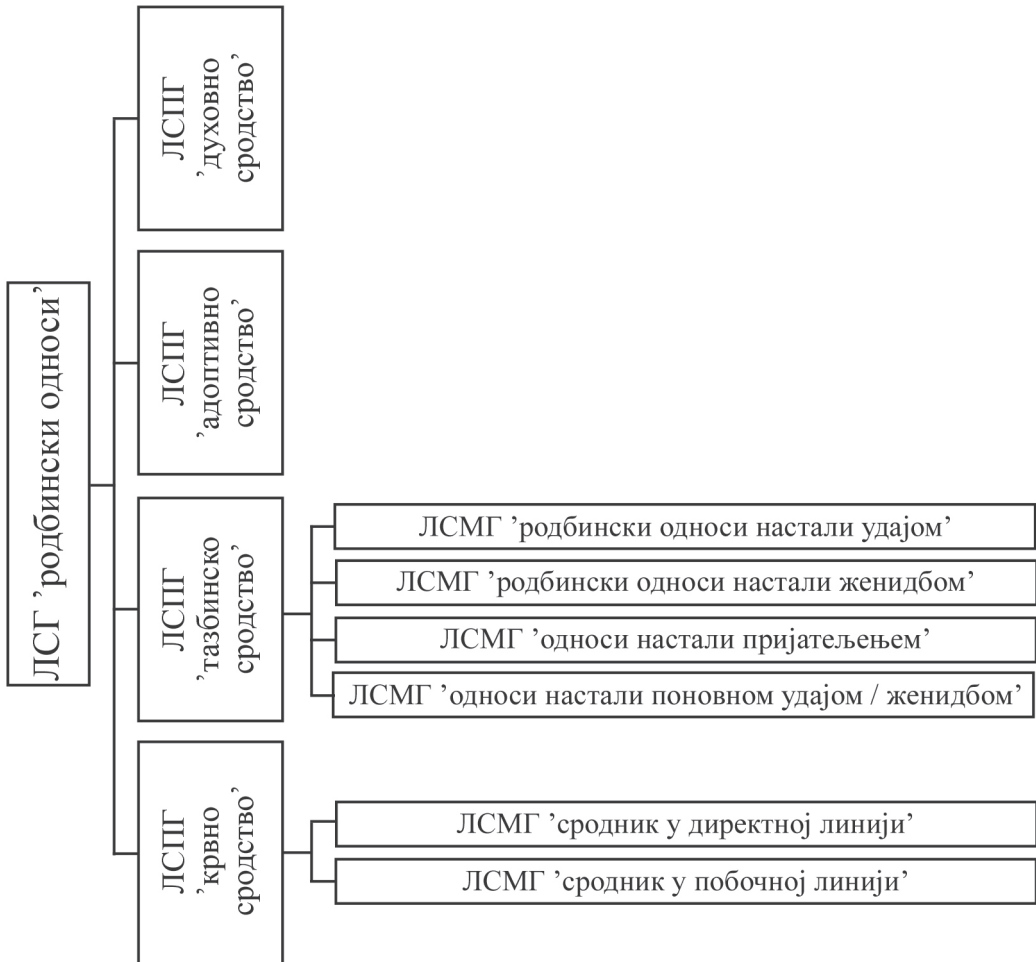 ЛСГ ’родбински односи’
ЛСПГ
’духовно
сродство’
ЛСПГ
’адоптивно
сродство’
ЛСПГ
’тазбинско
сродство’
ЛСМГ ’родбински односи настали удајом’
ЛСМГ ’родбински односи настали женидбом’
ЛСМГ ’односи настали пријатељењем’
ЛСМГ ’односи настали поновном удајом / женидбом’
ЛСПГ
’крвно
сродство’
ЛСМГ ’сродник у директној линији’
ЛСМГ ’сродник у побочној линији’